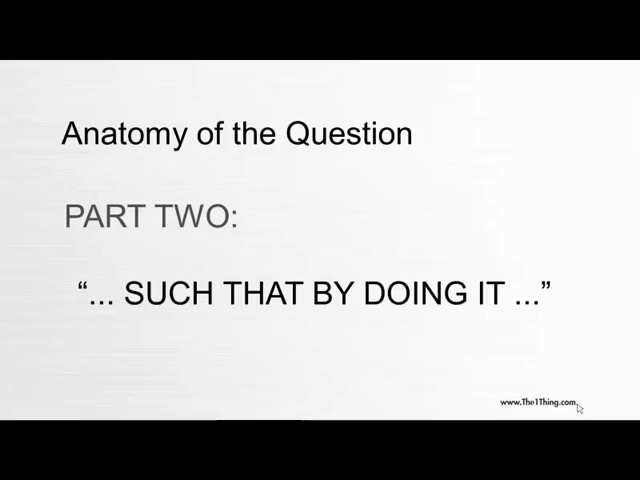 Anatomy of the Question
PART TWO:
“... SUCH THAT BY DOING IT ...”
www.The1Thing.com